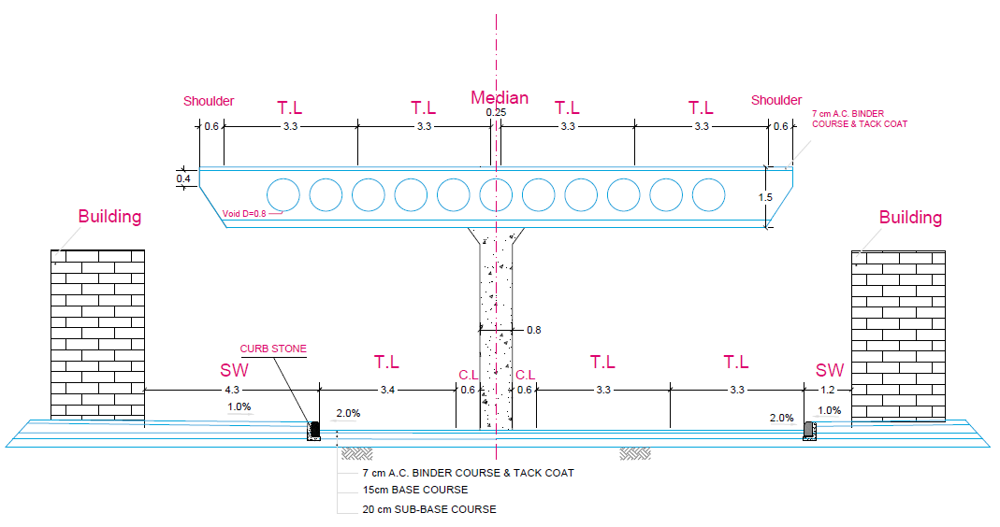 Shoulder
T.L
T.L
Median
T.L
T.L
Shoulder
0.6
3.3
3.3
0.25
3.3
3.3
0.6
7 cm A.C. BINDER
COURSE & TACK COAT
0.4
1.5
Void D=0.8
Building
Building
0.8
CURB STONE
SW
T.L
C.L
C.L
T.L
T.L
SW
4.3
3.4
0.6
0.6
3.3
3.3
1.2
1.0%
2.0%
2.0%
1.0%
7 cm A.C. BINDER COURSE & TACK COAT
15cm BASE COURSE
20 cm SUB-BASE COURSE